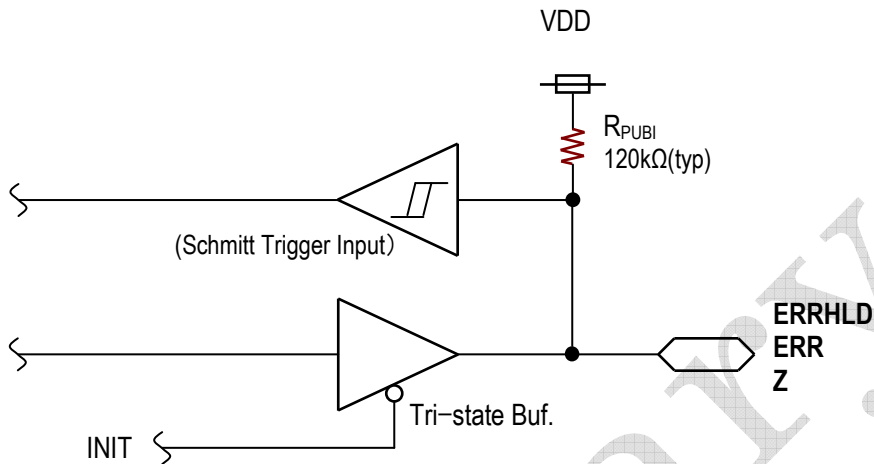 VDD
RPUBI
120kΩ(typ)
(Schmitt Trigger Input）
ERRHLD
ERR
Z
Tri−state Buf.
INIT